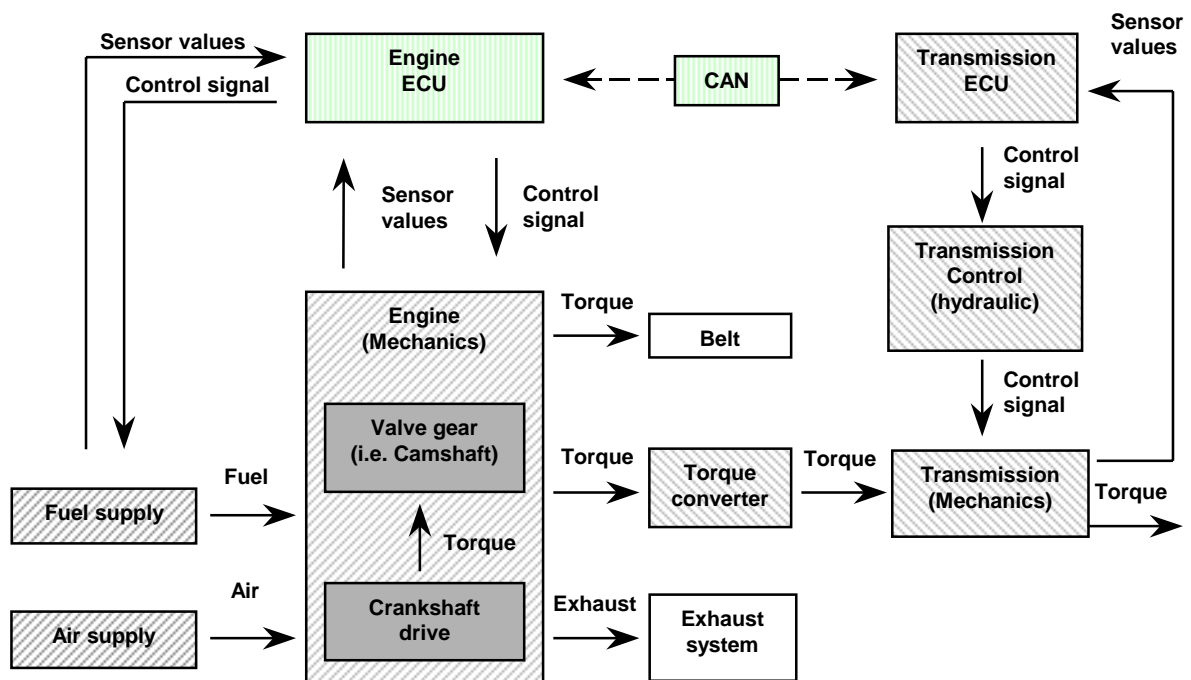 Sensor
values
Sensor values
Control signal
Engine
ECU
CAN
Transmission
ECU
Sensor
values
Control
signal
Control
signal
Transmission
Control
(hydraulic)
Engine
(Mechanics)
Torque
Belt
Control
signal
Valve gear
(i.e. Camshaft)
Fuel
Torque
Torque
converter
Torque
Transmission
(Mechanics)
Torque
Fuel supply
Torque
Air
Crankshaft
drive
Exhaust
Exhaust
system
Air supply